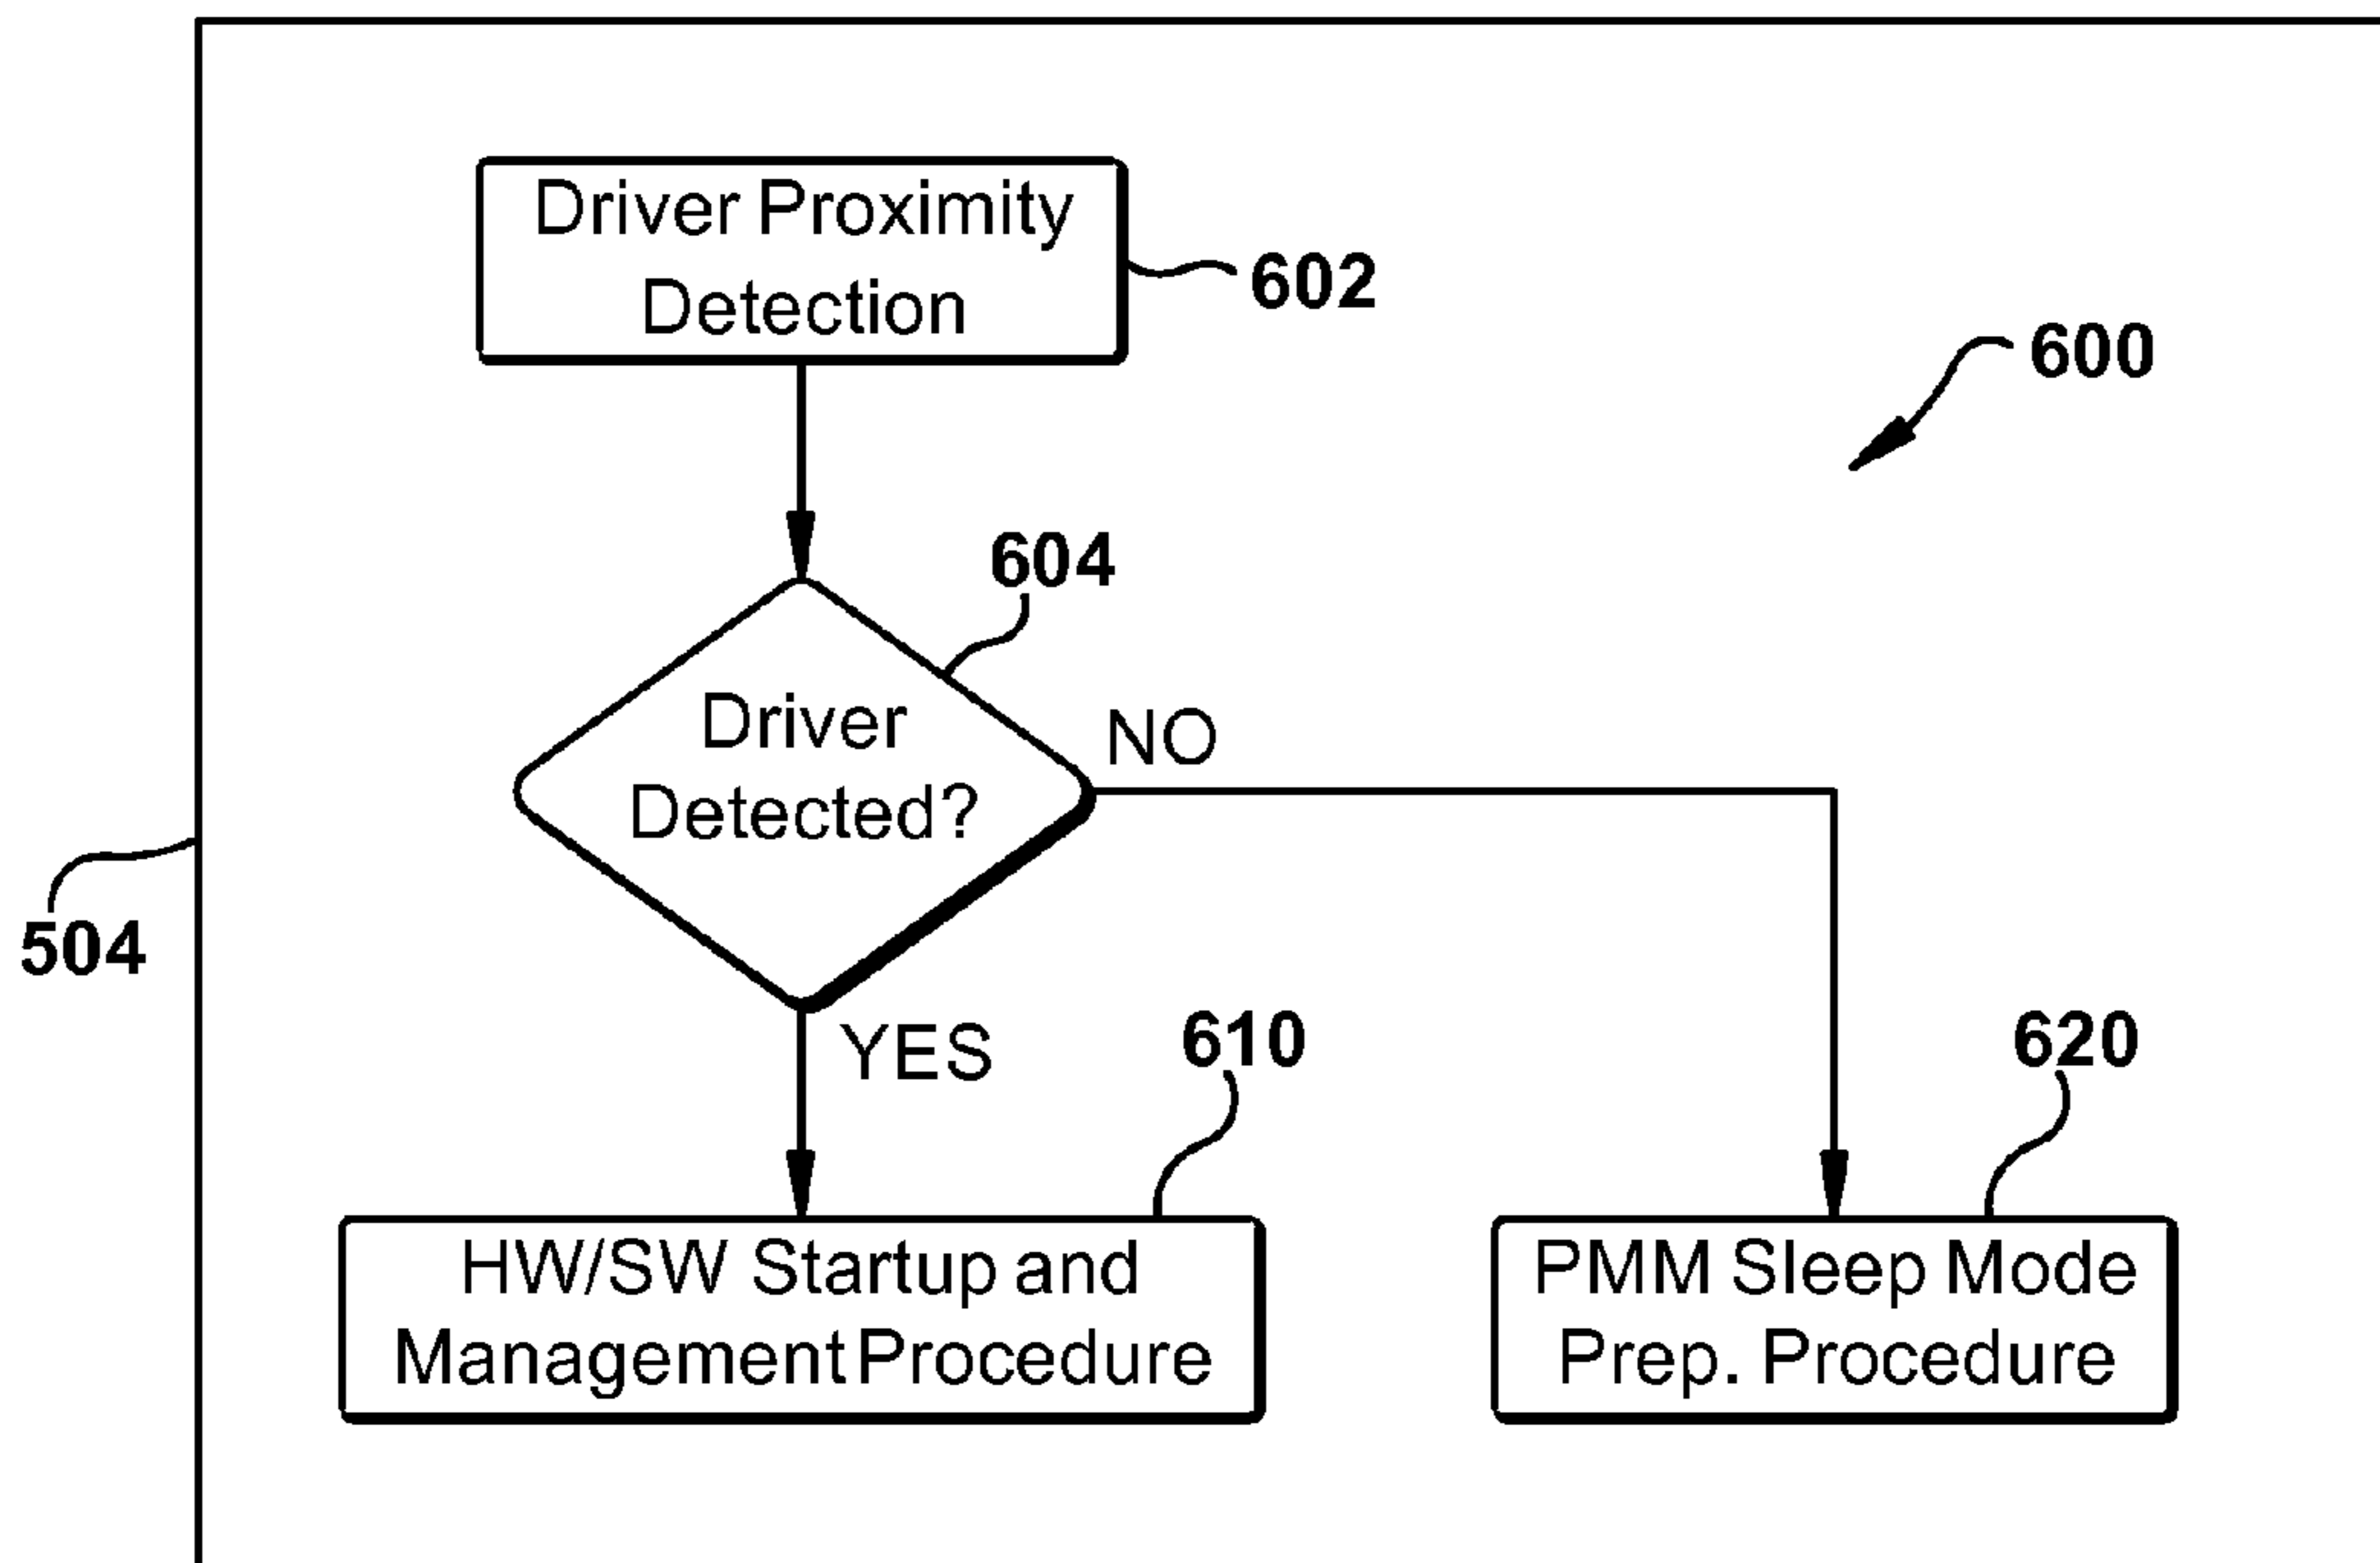 Driver Proximity
Detection
602
600
604
Driver
Detected?
NO
504
YES
610
620
HW/SW Startup and
Management Procedure
PMM Sleep Mode
Prep. Procedure